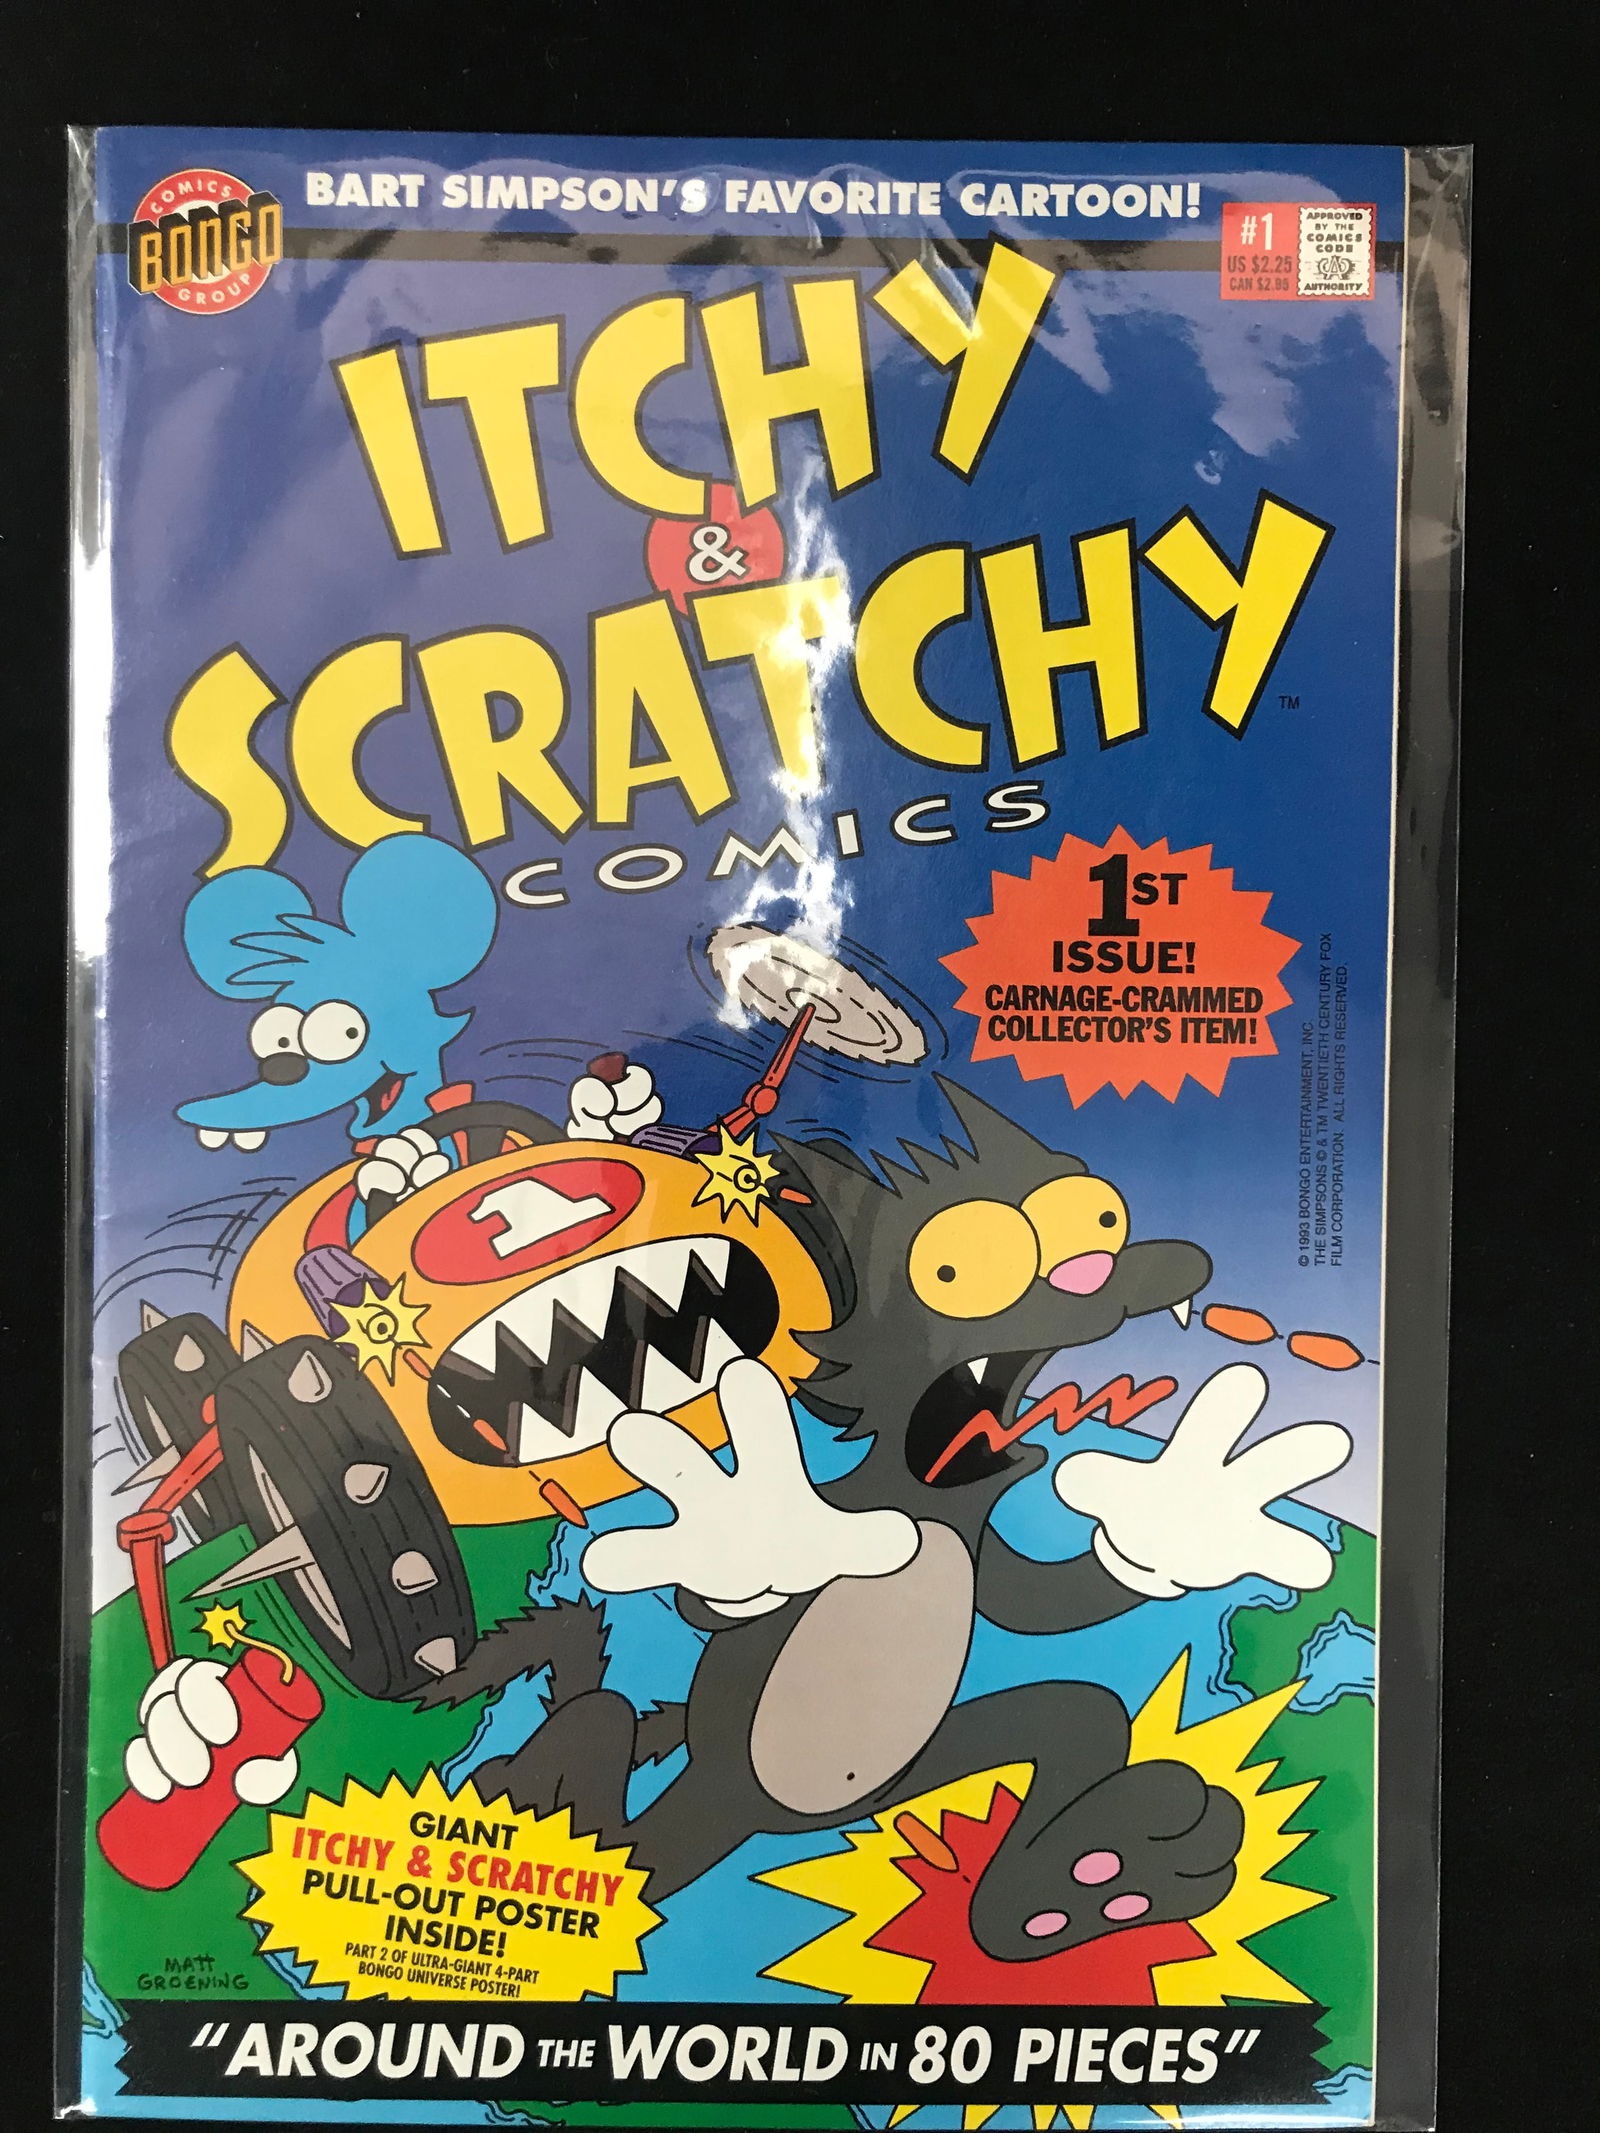 COMICS
BONGO
GROUP
BART SIMPSON'S FAVORITE CARTOON!
#1
US $2.25
CAN $2.95
APPROVED
BY THE
COMICS
CODE
CA
AUTHORITY
ITCHY
&
SCRATCHY
TM
COMICS
1ST
ISSUE!
CARNAGE-CRAMMED
COLLECTOR'S ITEM!
© 1993 BONGO ENTERTAINMENT, INC.
THE SIMPSONS © & TM TWENTIETH CENTURY FOX
FILM CORPORATION. ALL RIGHTS RESERVED.
1
GIANT
ITCHY & SCRATCHY
PULL-OUT POSTER
INSIDE!
PART 2 OF ULTRA-GIANT 4-PART
BONGO UNIVERSE POSTER!
MATT
GROENING
"AROUND THE WORLD IN 80 PIECES"